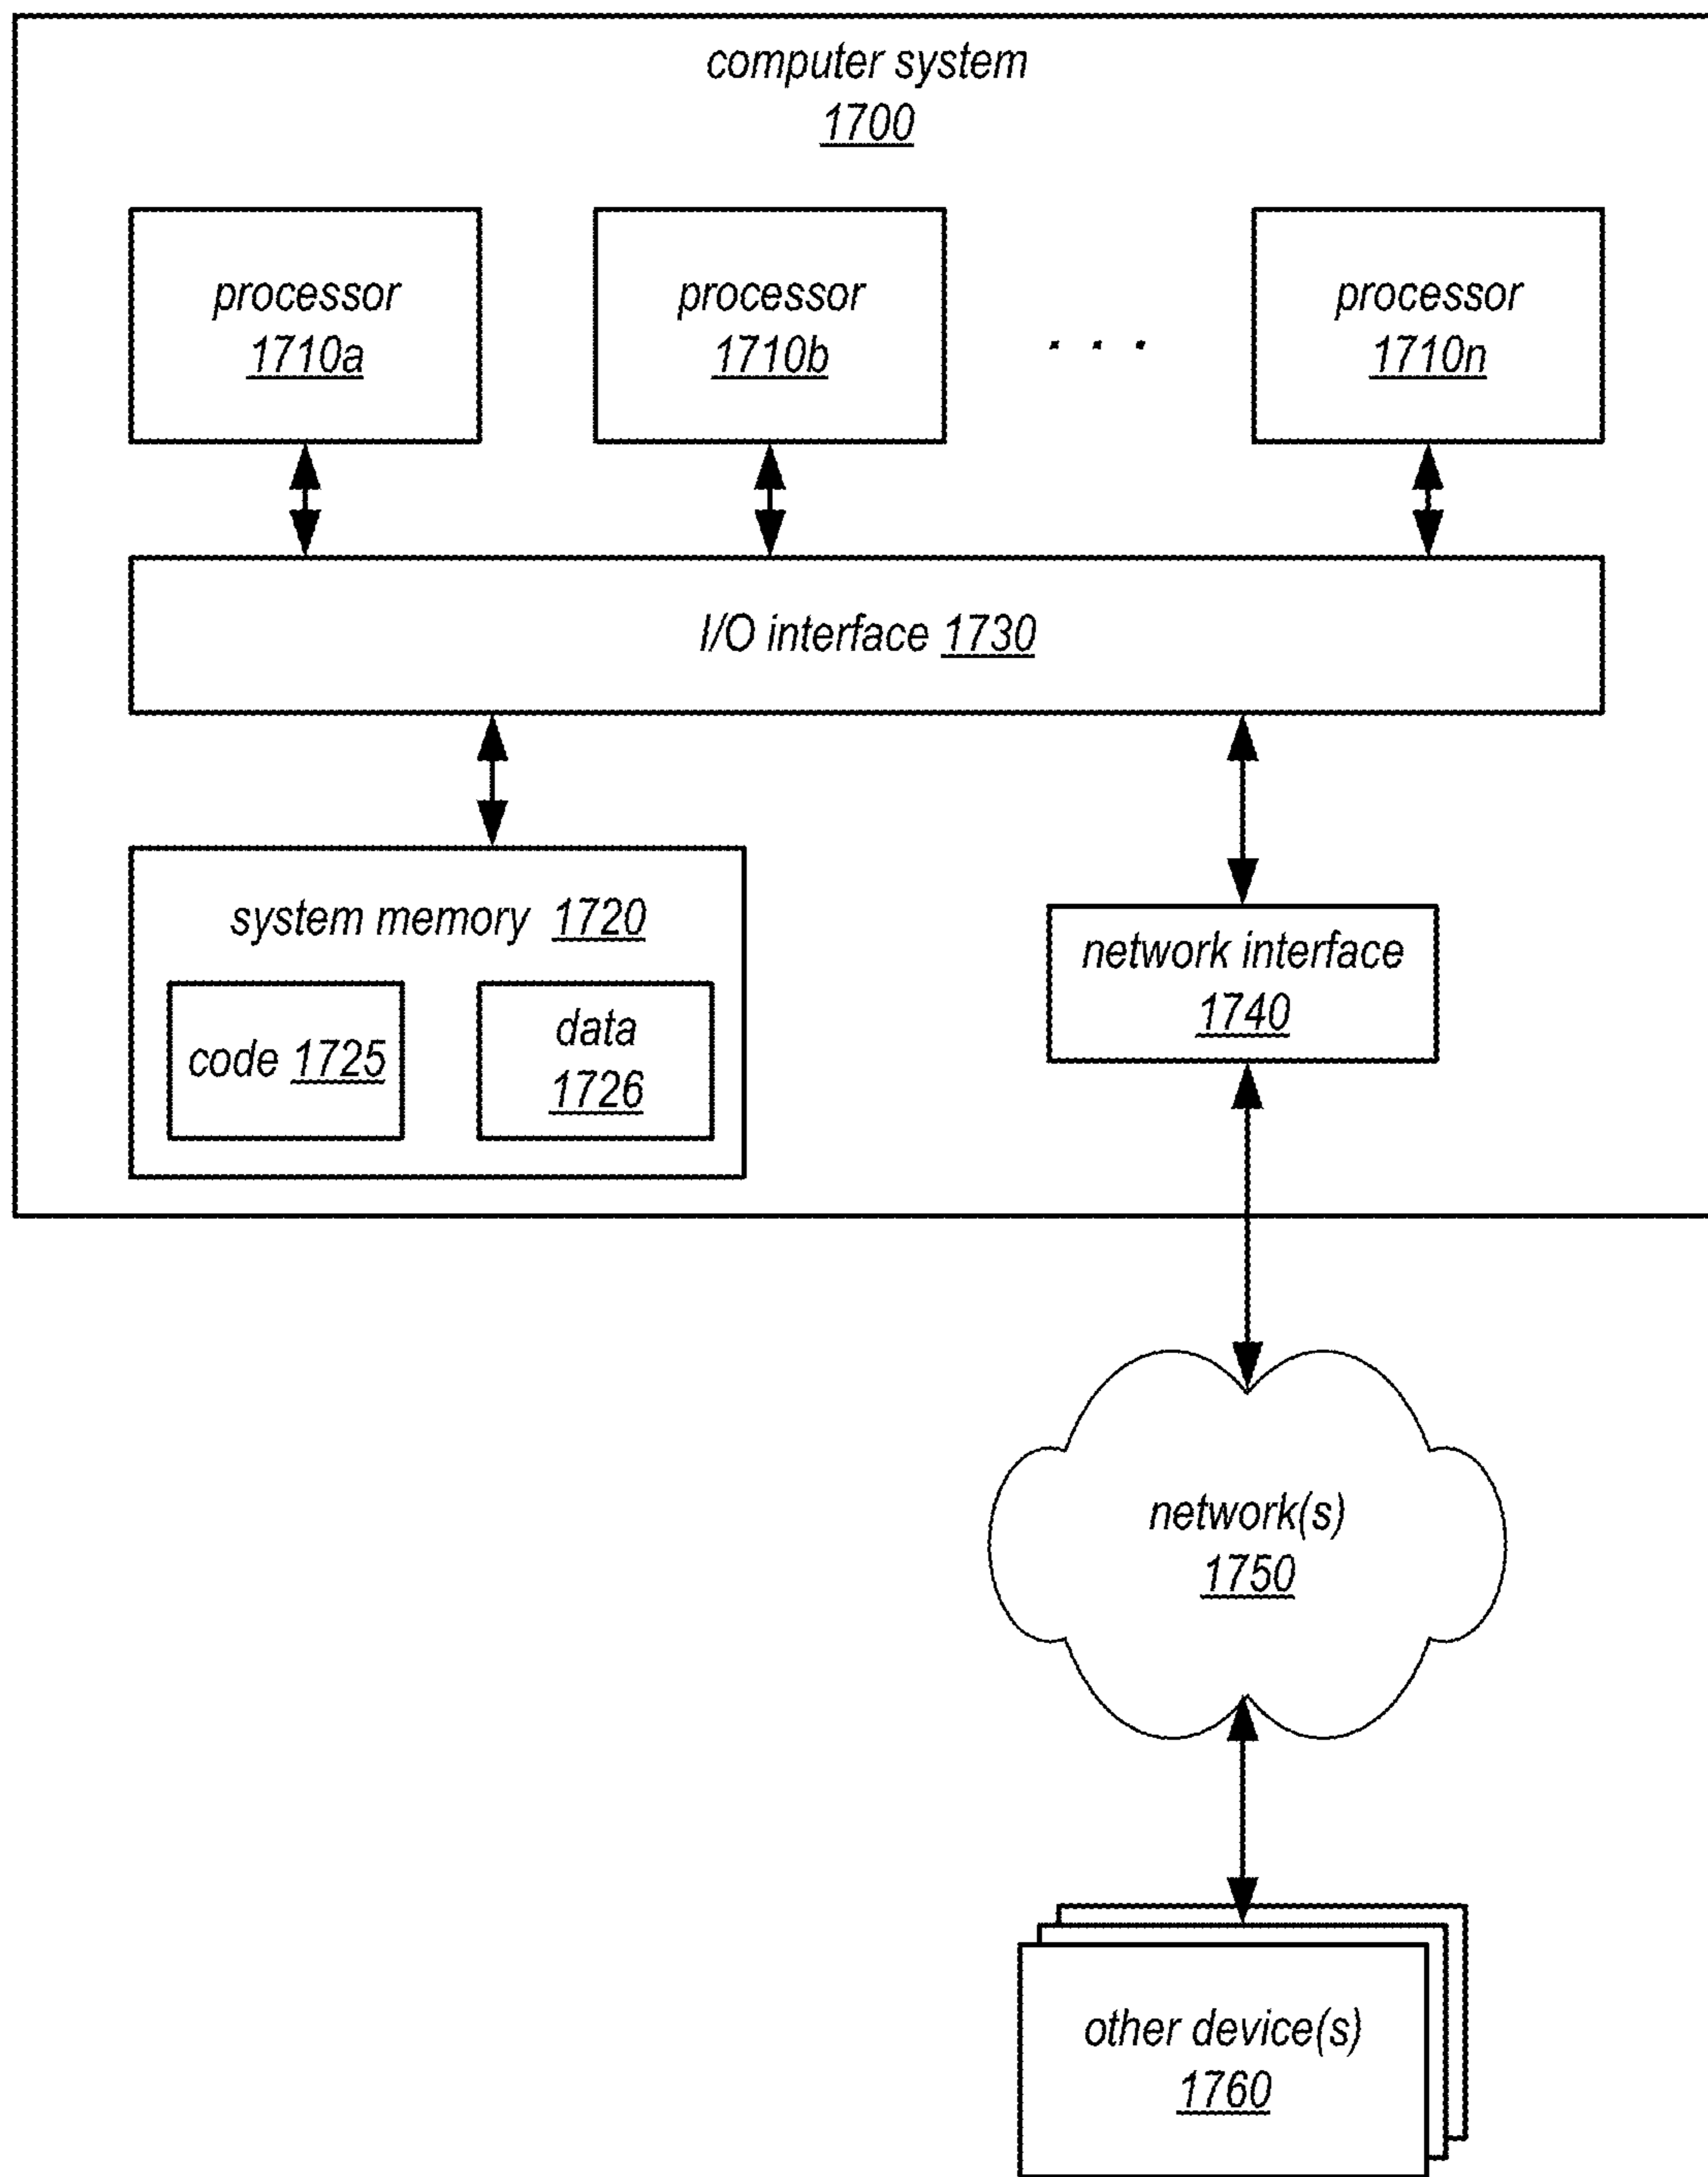 computer system
1700
processor
1710a
processor
1710b
. . .
processor
1710n
I/O interface 1730
system memory 1720
code 1725
data
1726
network interface
1740
network(s)
1750
other device(s)
1760